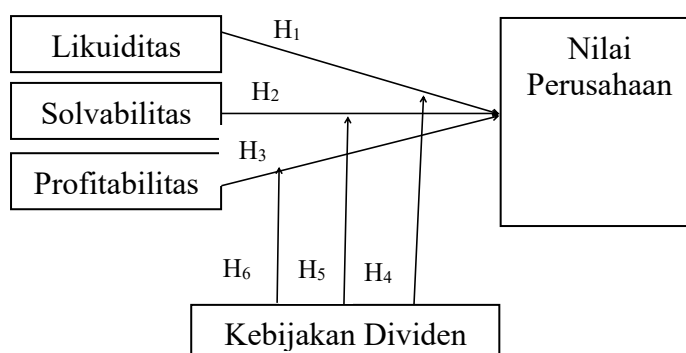 Likuiditas
H₁
Nilai
Perusahaan
Solvabilitas
H₂
H₃
Profitabilitas
H₆
H₅
H₄
Kebijakan Dividen